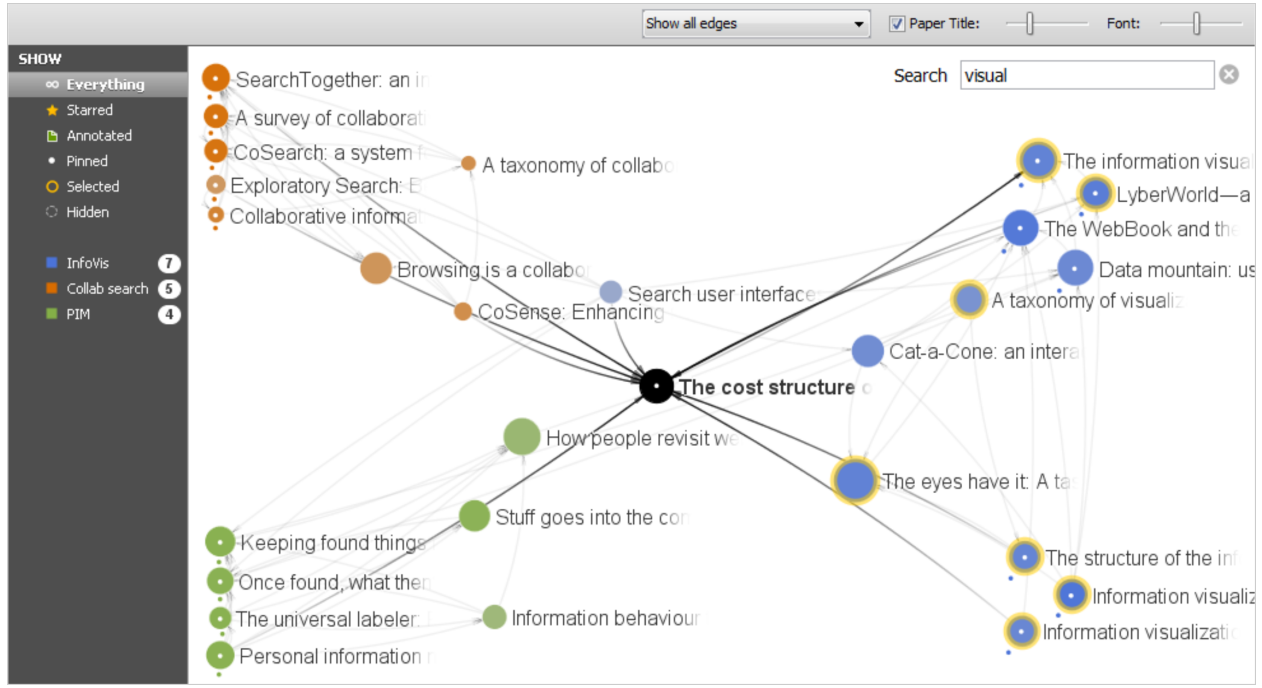 Show all edges
Paper Title:
Font:
SHOW
Everything
Starred
Annotated
Pinned
Selected
Hidden
InfoVis 7
Collab search 5
PIM 4
Search visual
SearchTogether: an in
A survey of collaborati
CoSearch: a system f
Exploratory Search: B
Collaborative informat
A taxonomy of collabo
Browsing is a collabor
Search user interface
CoSense: Enhancing
The information visual
LyberWorld—a
The WebBook and the
Data mountain: us
A taxonomy of visualiz
Cat-a-Cone: an intera
The cost structure o
How people revisit we
The eyes have it: A ta
Stuff goes into the com
Keeping found things
Once found, what then
The universal labeler:
Personal information m
Information behaviour
The structure of the inf
Information visualiz
Information visualizatio